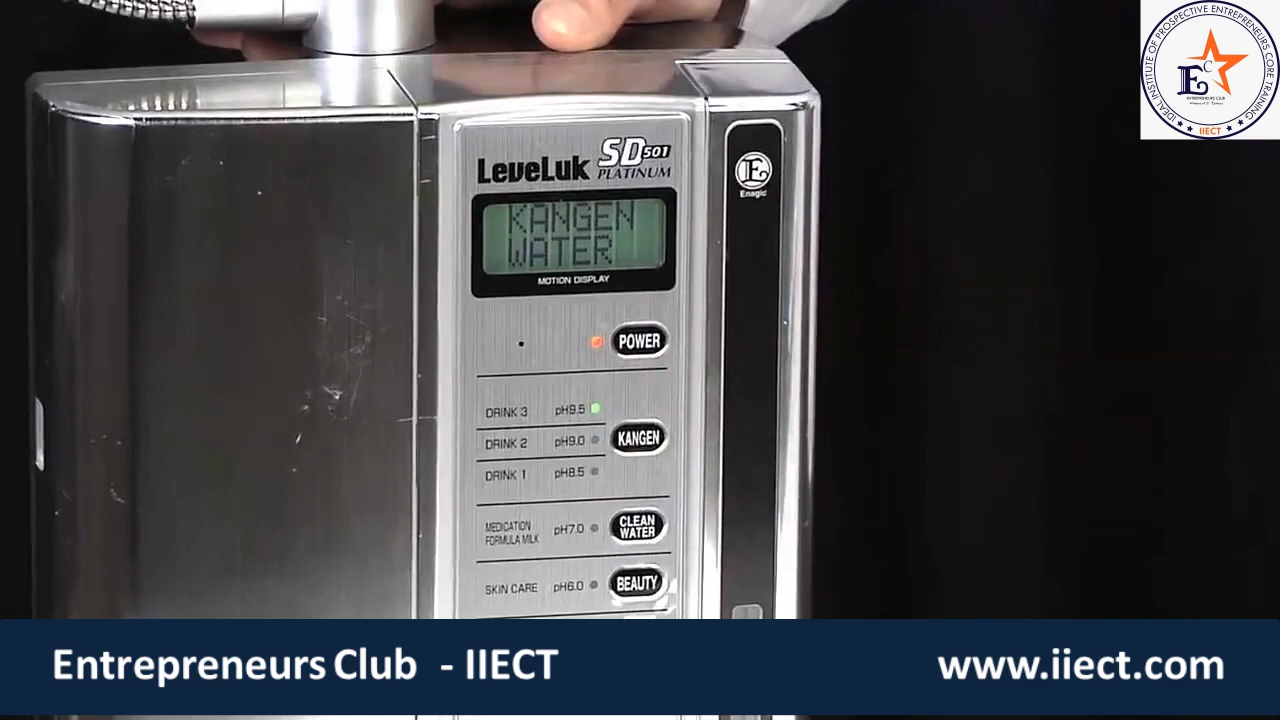 IDEAL INSTITUTE OF PROSPECTIVE ENTREPRENEURS CORE TRAINING
EC
ENTREPRENEURS CLUB
IIECT
LeveLuk SD501
PLATINUM
E
Enagic
KANGEN
WATER
MOTION DISPLAY
POWER
DRINK 3 pH9.5
DRINK 2 pH9.0 KANGEN
DRINK 1 pH8.5
MEDICATION
FORMULA MILK pH7.0 CLEAN
WATER
SKIN CARE pH6.0 BEAUTY
Entrepreneurs Club - IIECT www.iiect.com